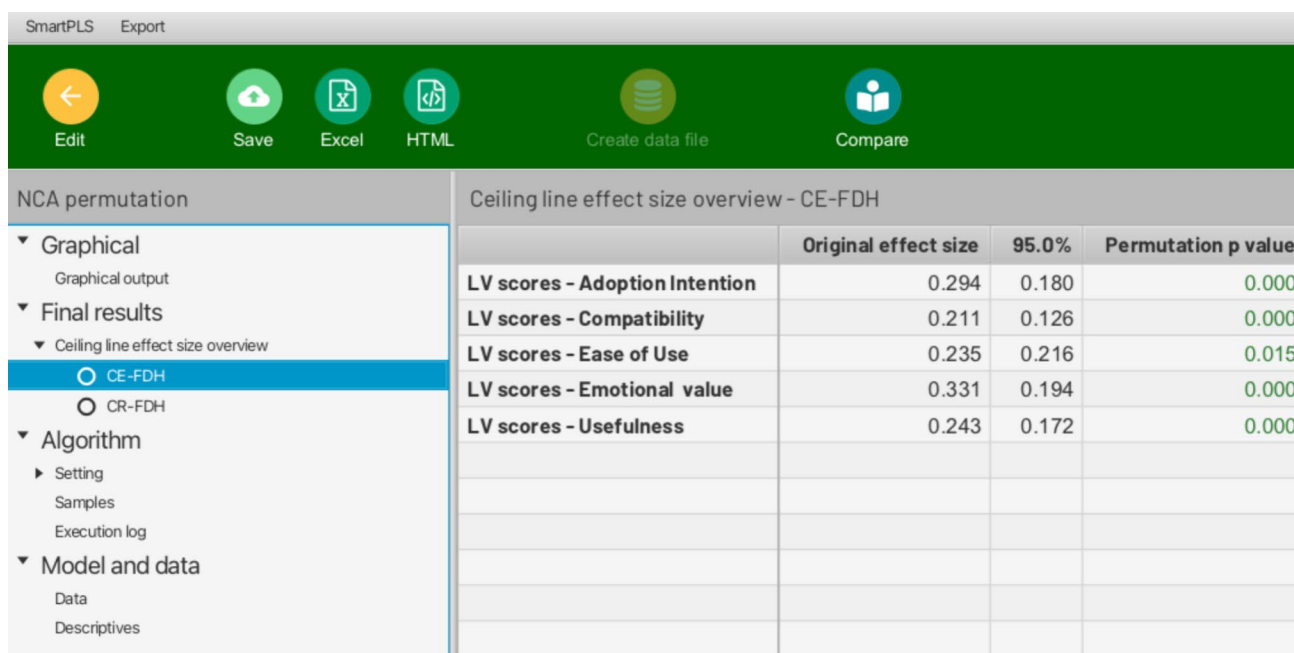 SmartPLS Export
Edit Save Excel HTML Create data file Compare
NCA permutation
Graphical
Graphical output
Final results
Ceiling line effect size overview
CE-FDH
CR-FDH
Algorithm
Setting
Samples
Execution log
Model and data
Data
Descriptives
Ceiling line effect size overview - CE-FDH
Original effect size 95.0% Permutation p value
LV scores - Adoption Intention 0.294 0.180 0.000
LV scores - Compatibility 0.211 0.126 0.000
LV scores - Ease of Use 0.235 0.216 0.015
LV scores - Emotional value 0.331 0.194 0.000
LV scores - Usefulness 0.243 0.172 0.000